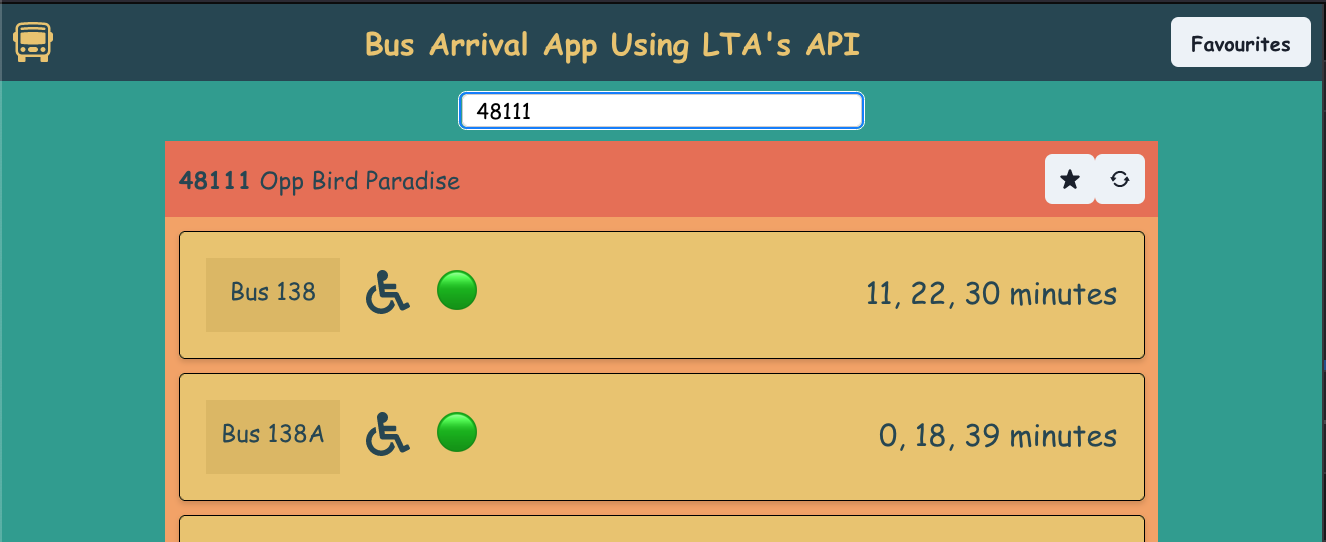 Bus Arrival App Using LTA's API
Favourites
48111
48111 Opp Bird Paradise
Bus 138
11, 22, 30 minutes
Bus 138A
0, 18, 39 minutes